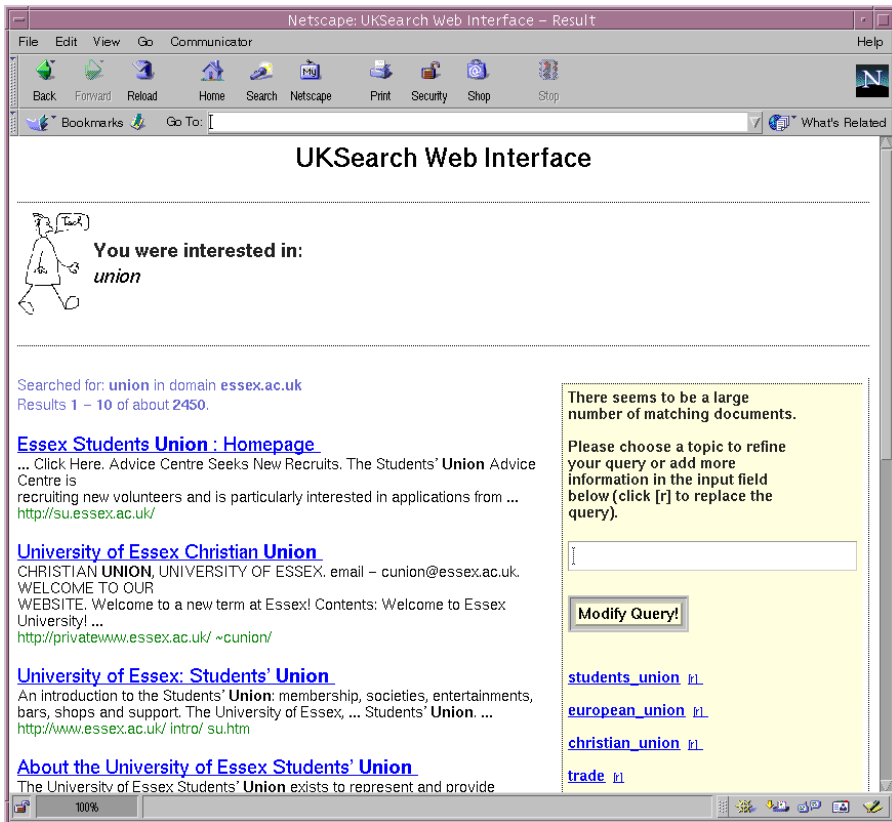 Netscape: UKSearch Web Interface – Result
File Edit View Go Communicator Help
Back Forward Reload Home Search Netscape Print Security Shop Stop
My
N
Bookmarks Go To: What's Related
UKSearch Web Interface
You were interested in:
union
Searched for: union in domain essex.ac.uk
Results 1 – 10 of about 2450.
Essex Students Union : Homepage
... Click Here. Advice Centre Seeks New Recruits. The Students' Union Advice
Centre is
recruiting new volunteers and is particularly interested in applications from ...
http://su.essex.ac.uk/
University of Essex Christian Union
CHRISTIAN UNION, UNIVERSITY OF ESSEX. email – cunion@essex.ac.uk.
WELCOME TO OUR
WEBSITE. Welcome to a new term at Essex! Contents: Welcome to Essex
University! ...
http://privatewww.essex.ac.uk/ ~cunion/
University of Essex: Students' Union
An introduction to the Students' Union: membership, societies, entertainments,
bars, shops and support. The University of Essex, ... Students' Union. ...
http://www.essex.ac.uk/ intro/ su.htm
About the University of Essex Students' Union
The University of Essex Students' Union exists to represent and provide
There seems to be a large
number of matching documents.
Please choose a topic to refine
your query or add more
information in the input field
below (click [r] to replace the
query).
Modify Query!
students_union [r]
european_union [r]
christian_union [r]
trade [r]
100%